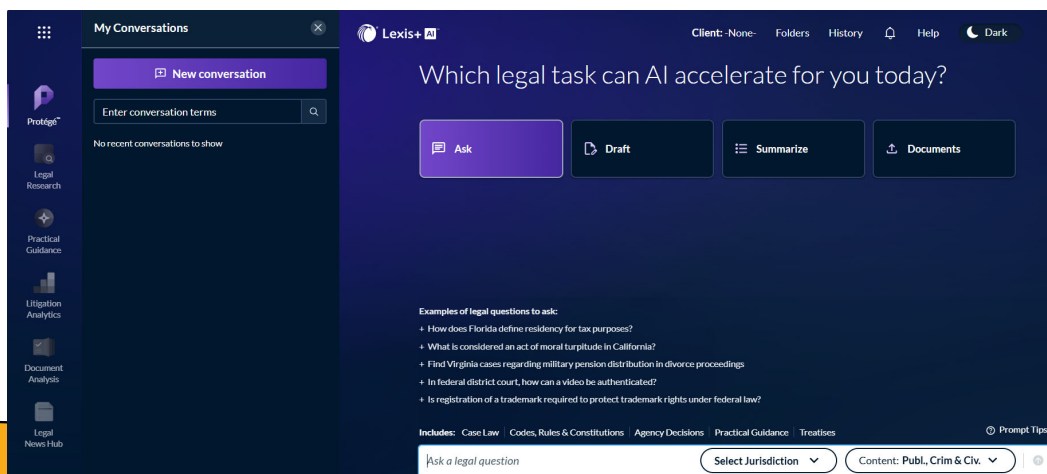 My Conversations
New conversation
Enter conversation terms
No recent conversations to show
Protégé™
Legal
Research
Practical
Guidance
Litigation
Analytics
Document
Analysis
Legal
News Hub
Lexis+ AI™
Client: -None- Folders History Help Dark
Which legal task can AI accelerate for you today?
Ask Draft Summarize Documents
Examples of legal questions to ask:
+ How does Florida define residency for tax purposes?
+ What is considered an act of moral turpitude in California?
+ Find Virginia cases regarding military pension distribution in divorce proceedings
+ In federal district court, how can a video be authenticated?
+ Is registration of a trademark required to protect trademark rights under federal law?
Includes: Case Law | Codes, Rules & Constitutions | Agency Decisions | Practical Guidance | Treatises
Prompt Tips
Ask a legal question Select Jurisdiction Content: Publ., Crim & Civ.